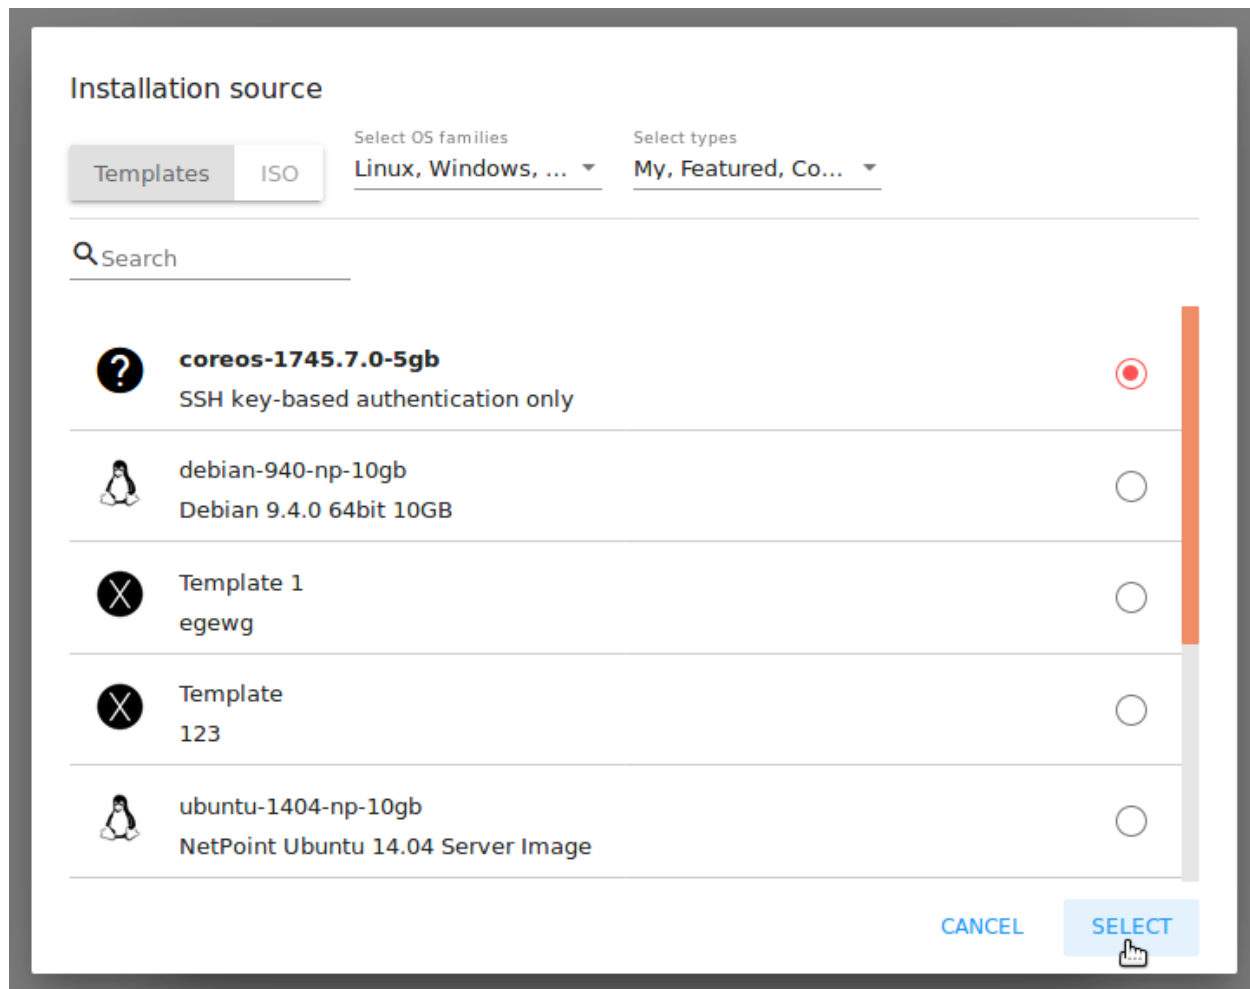 Installation source
Select OS families
Select types
Templates
ISO
Linux, Windows, ...
My, Featured, Co...
Search
?
coreos-1745.7.0-5gb
SSH key-based authentication only
debian-940-np-10gb
Debian 9.4.0 64bit 10GB
X
Template 1
egewg
X
Template
123
ubuntu-1404-np-10gb
NetPoint Ubuntu 14.04 Server Image
CANCEL
SELECT